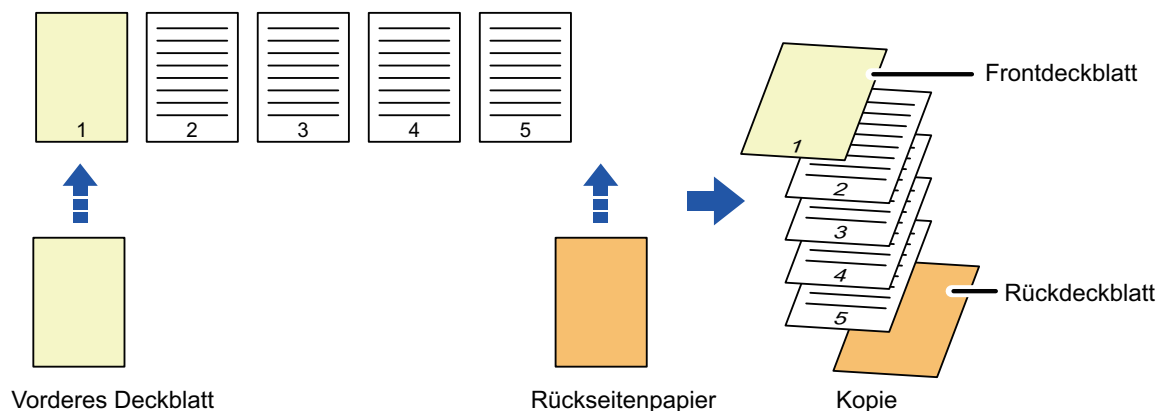 1 2 3 4 5
Vorderes Deckblatt
Rückseitenpapier
Frontdeckblatt
1
2
3
4
5
Rückdeckblatt
Kopie